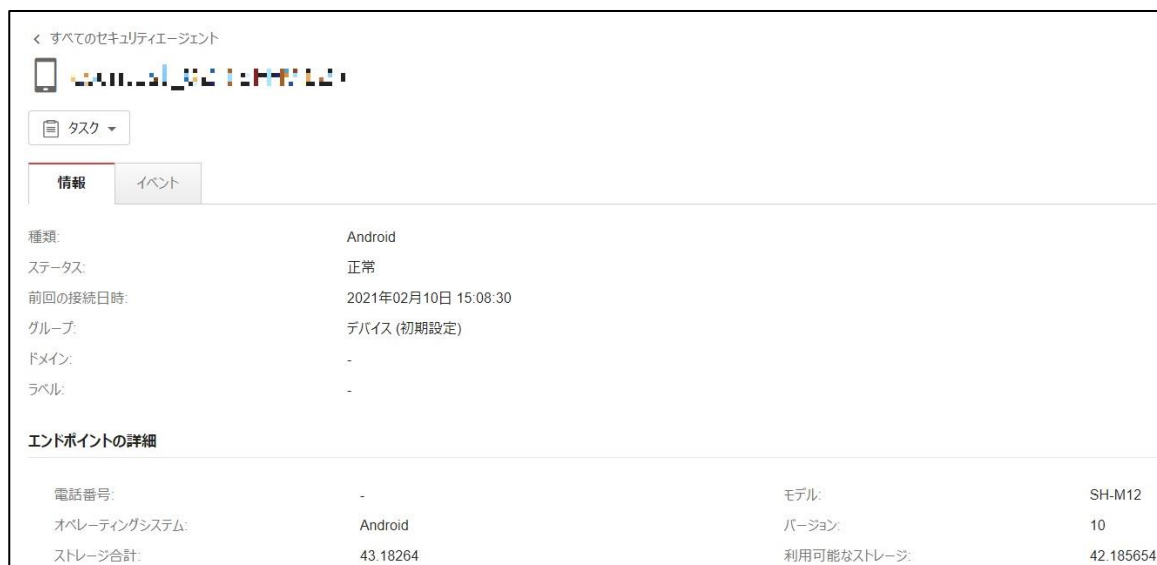 すべてのセキュリティエージェント
タスク
情報 イベント
種類: Android
ステータス: 正常
前回の接続日時: 2021年02月10日 15:08:30
グループ: デバイス (初期設定)
ドメイン: -
ラベル: -
エンドポイントの詳細
電話番号: - モデル: SH-M12
オペレーティングシステム: Android バージョン: 10
ストレージ合計: 43.18264 利用可能なストレージ: 42.185654